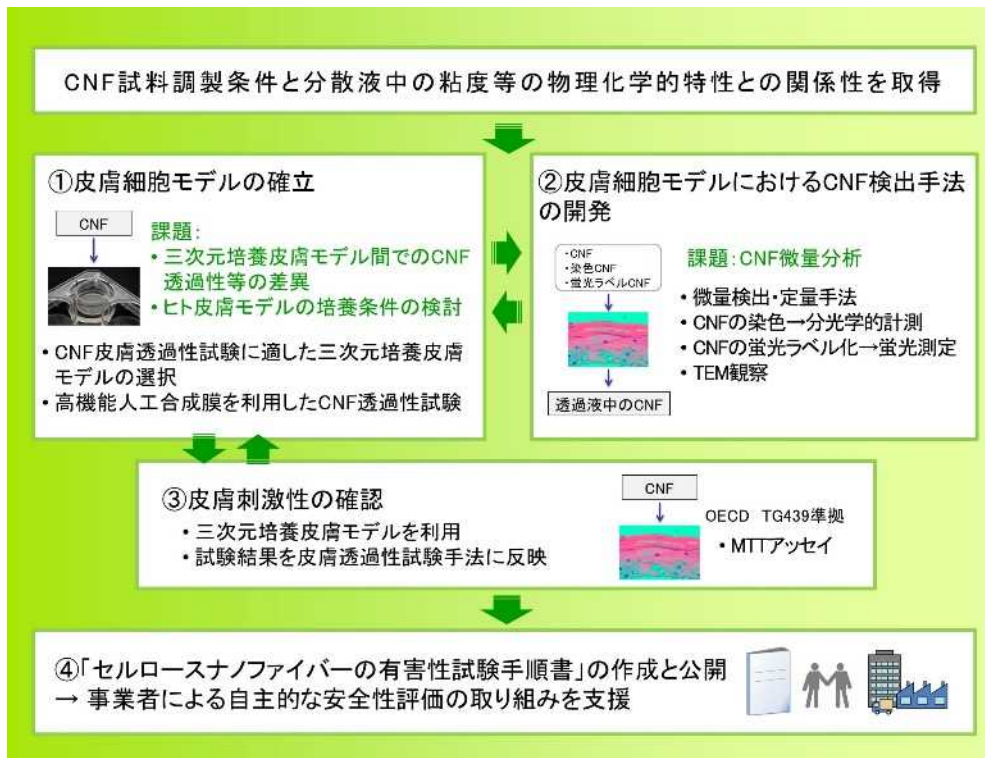 CNF試料調製条件と分散液中の粘度等の物理化学的特性との関係性を取得
①皮膚細胞モデルの確立
CNF
課題:
・三次元培養皮膚モデル間でのCNF
透過性等の差異
・ヒト皮膚モデルの培養条件の検討
・CNF皮膚透過性試験に適した三次元培養皮膚
モデルの選択
・高機能人工合成膜を利用したCNF透過性試験
②皮膚細胞モデルにおけるCNF検出手法
の開発
・CNF
・染色CNF
・蛍光ラベルCNF
透過液中のCNF
課題:CNF微量分析
・微量検出・定量手法
・CNFの染色→分光学的計測
・CNFの蛍光ラベル化→蛍光測定
・TEM観察
③皮膚刺激性の確認
・三次元培養皮膚モデルを利用
・試験結果を皮膚透過性試験手法に反映
CNF
OECD TG439準拠
・MTTアッセイ
④「セルロースナノファイバーの有害性試験手順書」の作成と公開
→ 事業者による自主的な安全性評価の取り組みを支援